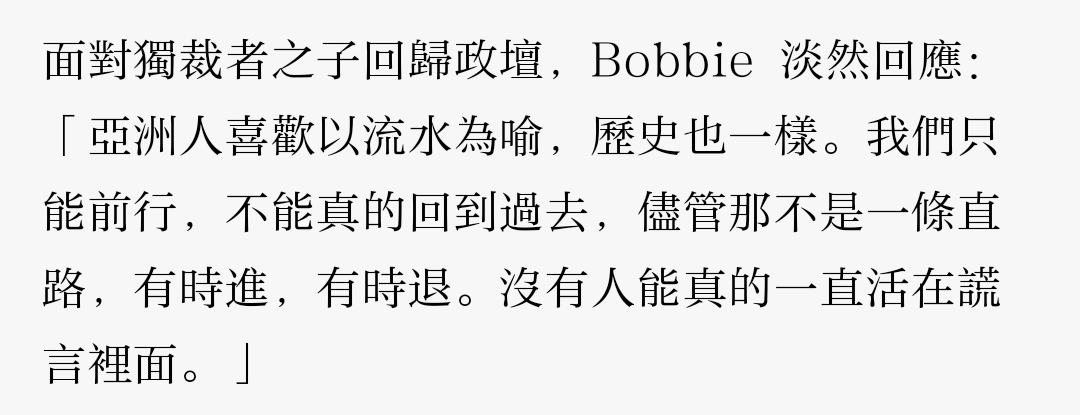 面對獨裁者之子回歸政壇，Bobbie 淡然回應：
「亞洲人喜歡以流水為喻，歷史也一樣。我們只
能前行，不能真的回到過去，儘管那不是一條直
路，有時進，有時退。沒有人能真的一直活在謊
言裡面。」